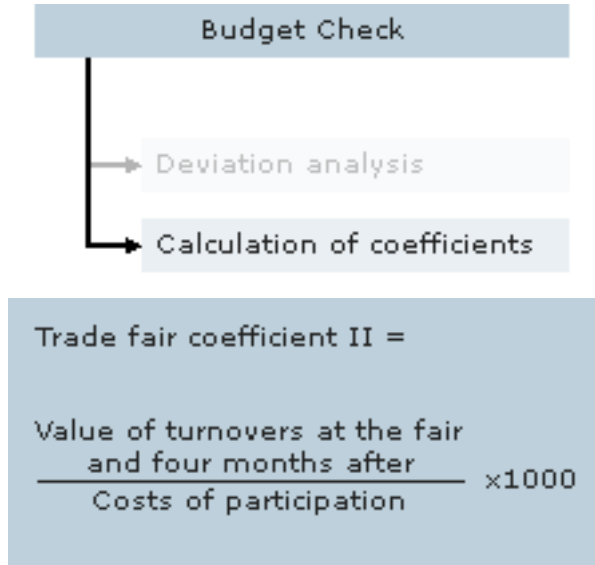 Budget Check
Deviation analysis
Calculation of coefficients
Trade fair coefficient II =
Value of turnovers at the fair
and four months after
×1000
Costs of participation